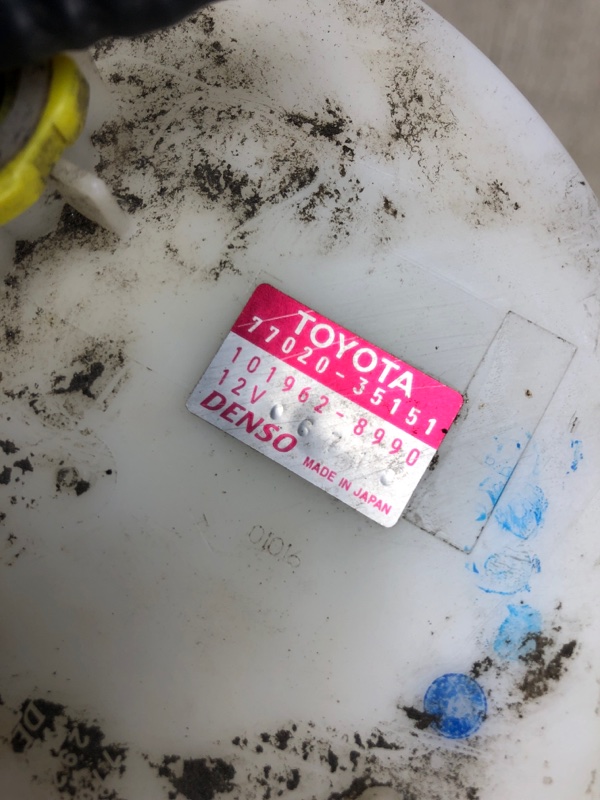 TOYOTA
77020-35151
101962-8990
12V
DENSO
MADE IN JAPAN